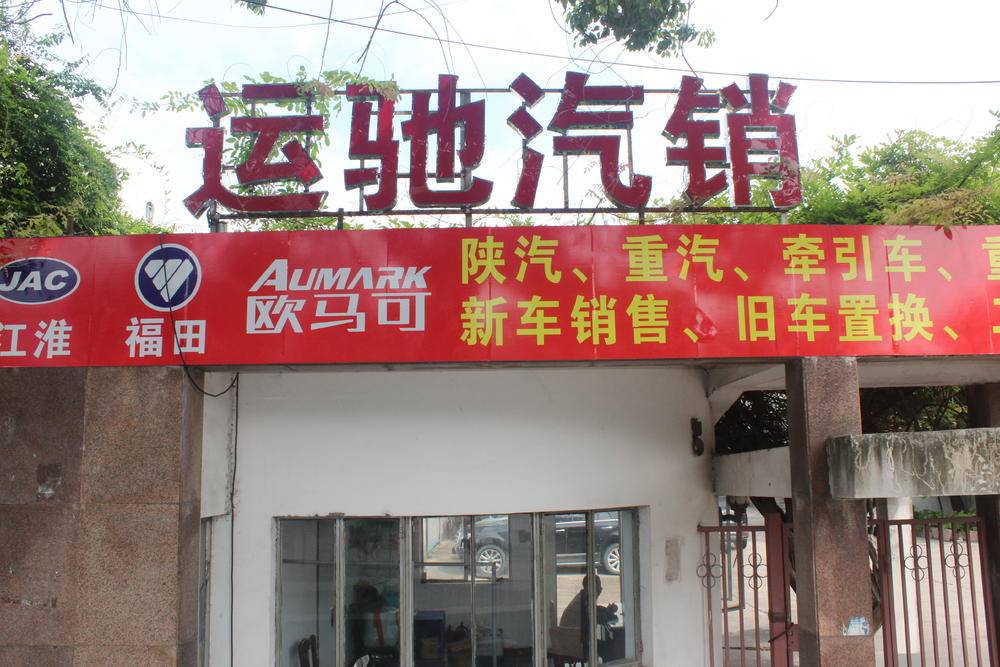 运驰汽销
JAC
江淮
福田
AUMARK
欧马可
陕汽、重汽、牵引车、重
新车销售、旧车置换、